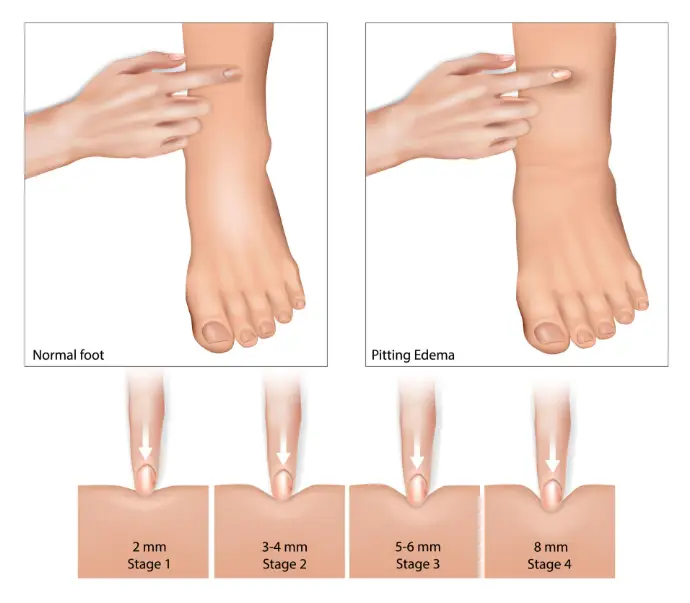 Normal foot
Pitting Edema
2 mm
Stage 1
3-4 mm
Stage 2
5-6 mm
Stage 3
8 mm
Stage 4